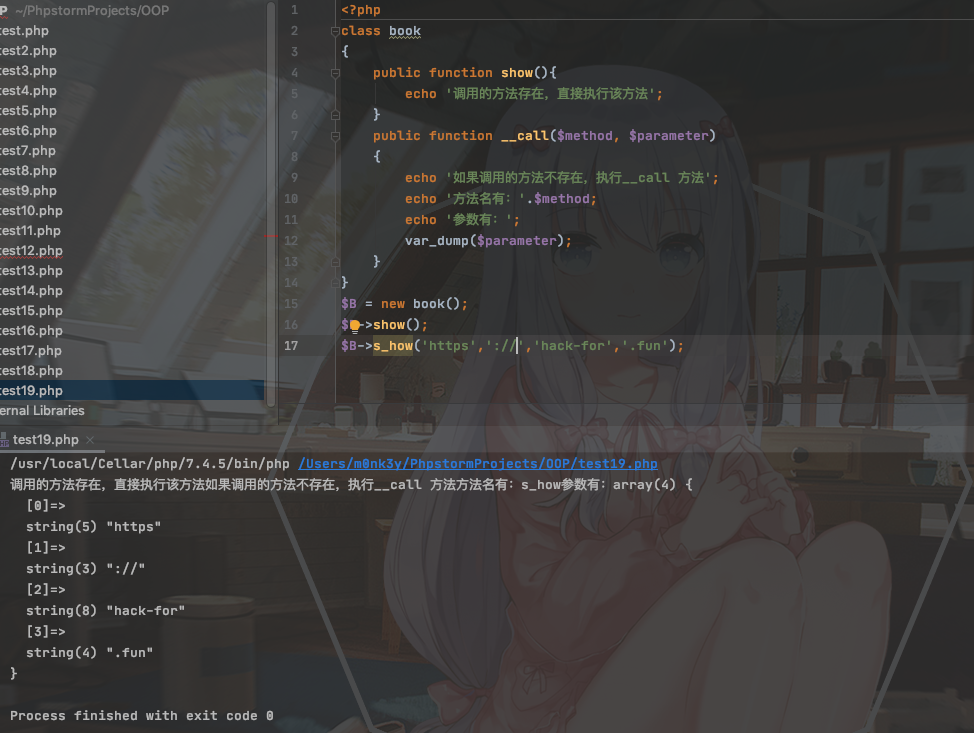 P ~/PhpstormProjects/OOP
est.php
est2.php
est3.php
est4.php
est5.php
est6.php
est7.php
est8.php
est9.php
est10.php
est11.php
est12.php
est13.php
est14.php
est15.php
est16.php
est17.php
est18.php
est19.php
ernal Libraries
1 <?php
2 class book
3 {
4 public function show(){
5 echo '调用的方法存在，直接执行该方法';
6 }
7 public function __call($method, $parameter)
8 {
9 echo '如果调用的方法不存在，执行__call 方法';
10 echo '方法名有：'.$method;
11 echo '参数有：';
12 var_dump($parameter);
13 }
14 }
15 $B = new book();
16 $ ->show();
17 $B->s_how('https','://','hack-for','.fun');
test19.php ×
/usr/local/Cellar/php/7.4.5/bin/php /Users/m0nk3y/PhpstormProjects/OOP/test19.php
调用的方法存在，直接执行该方法如果调用的方法不存在，执行__call 方法方法名有：s_how参数有：array(4) {
[0]=>
string(5) "https"
[1]=>
string(3) "://"
[2]=>
string(8) "hack-for"
[3]=>
string(4) ".fun"
}
Process finished with exit code 0